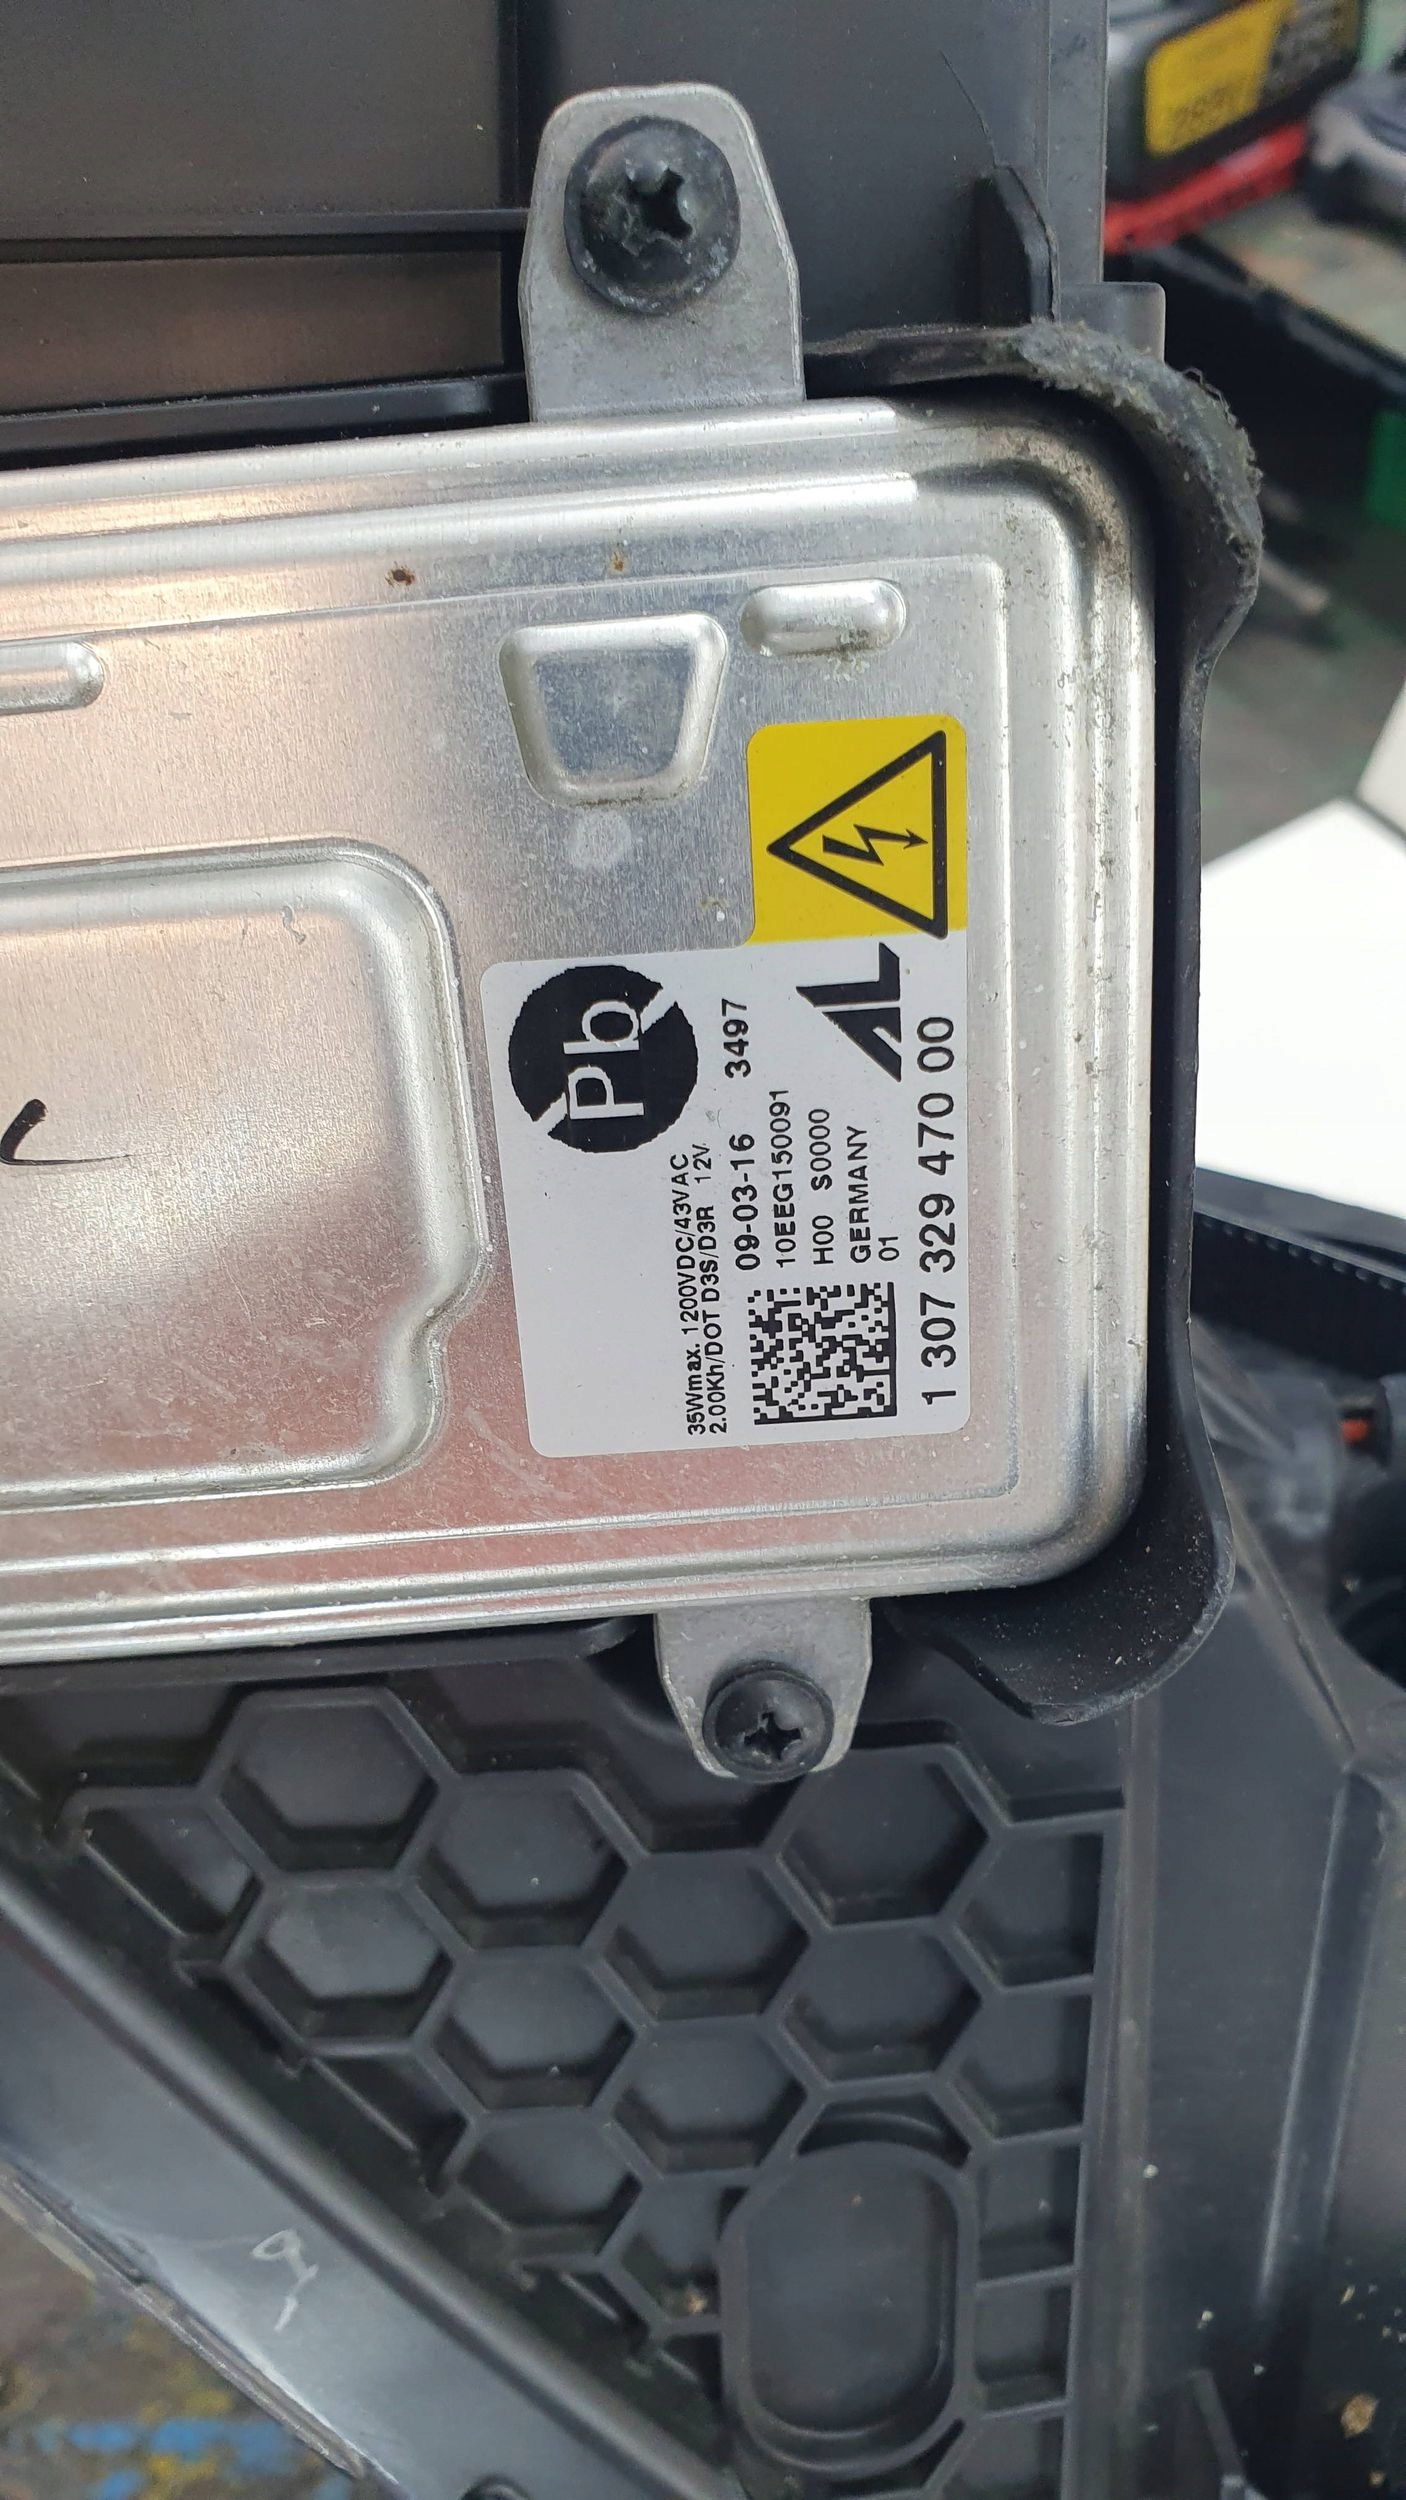 Pb
35Wmax. 1200VDC/43VAC
2.00Kh/DOT D3S/D3R 12V
09-03-16 3497
10EEG150091
H00 S0000
GERMANY
01
AL
1 307 329 470 00